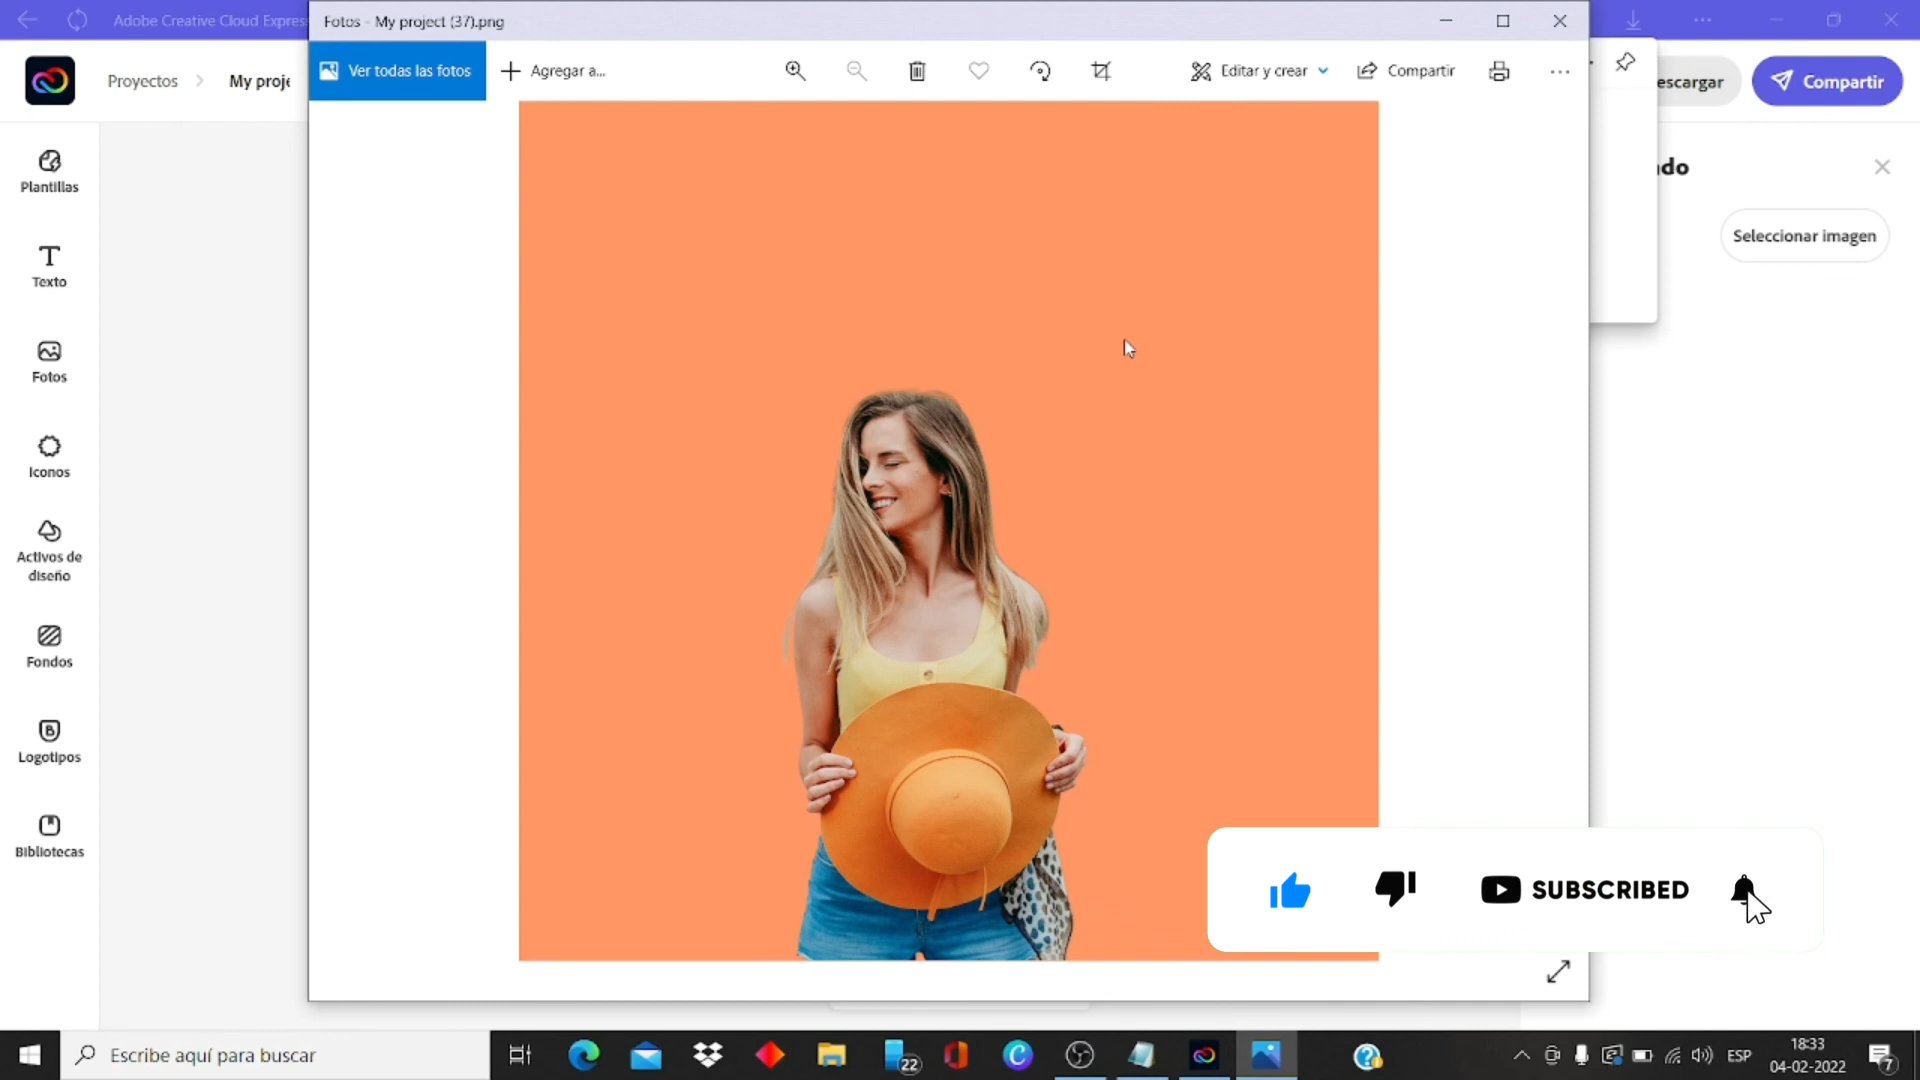 Adobe Creative Cloud Expres
Fotos - My project (37).png
Ver todas las fotos
Agregar a...
Editar y crear
Compartir
Proyectos
My proje
escargar
Compartir
Plantillas
Texto
Fotos
Iconos
Activos de
diseño
Fondos
Logotipos
Bibliotecas
Seleccionar imagen
SUBSCRIBED
Escribe aquí para buscar
22
ESP
18:33
04-02-2022
7